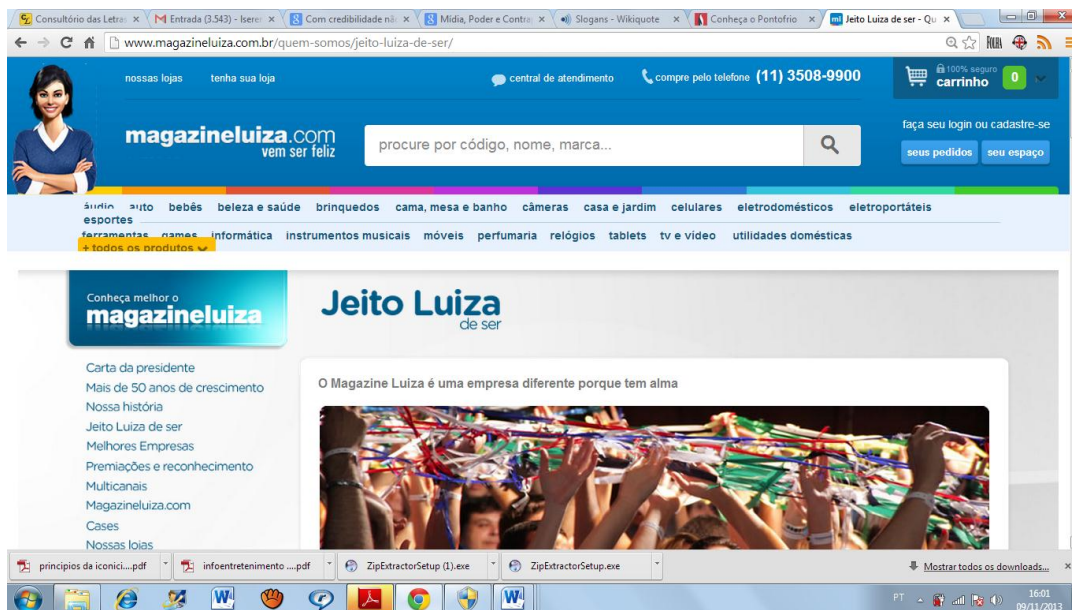 Consultório das Letras
M Entrada (3.543) - Iserer
Com credibilidade nã
Mídia, Poder e Contra
Slogans - Wikiquote
Conheça o Pontofrio
Jeito Luiza de ser - Qu
www.magazineluiza.com.br/quem-somos/jeito-luiza-de-ser/
nossas lojas tenha sua loja central de atendimento compre pelo telefone (11) 3508-9900
100% seguro
carrinho 0
magazineluiza.com
vem ser feliz
procure por código, nome, marca...
faça seu login ou cadastre-se
seus pedidos seu espaço
áudio auto bebês beleza e saúde brinquedos cama, mesa e banho câmeras casa e jardim celulares eletrodomésticos eletroportáteis
esportes
ferramentas games informática instrumentos musicais móveis perfumaria relógios tablets tv e vídeo utilidades domésticas
+ todos os produtos
Conheça melhor o
magazineluiza
Jeito Luiza
de ser
Carta da presidente
Mais de 50 anos de crescimento
Nossa história
Jeito Luiza de ser
Melhores Empresas
Premiações e reconhecimento
Multicanais
Magazineluiza.com
Cases
Nossas lojas
O Magazine Luiza é uma empresa diferente porque tem alma
principios da iconici....pdf
infoentretenimento ....pdf
ZipExtractorSetup (1).exe
ZipExtractorSetup.exe
Mostrar todos os downloads...
PT
16:01
09/11/2013